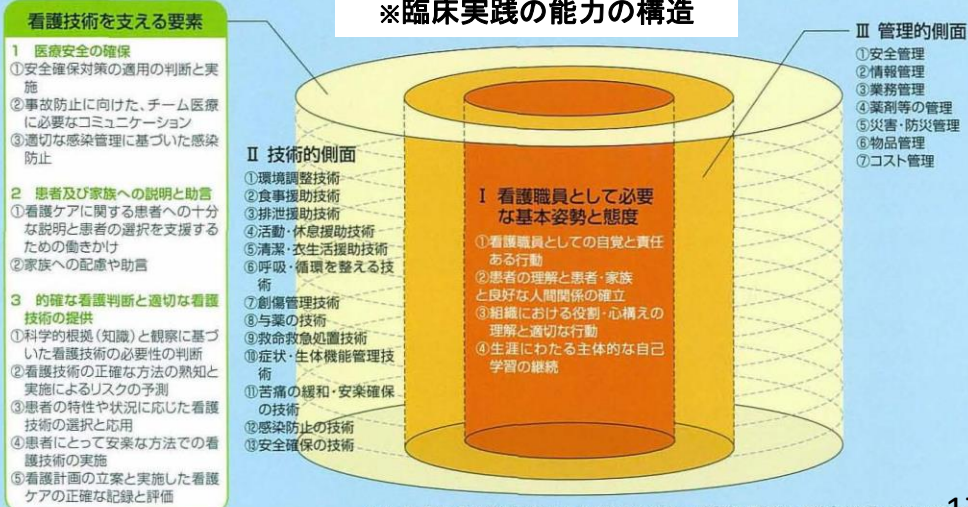 ※臨床実践の能力の構造
看護技術を支える要素
1 医療安全の確保
①安全確保対策の適用の判断と実
施
②事故防止に向けた、チーム医療
に必要なコミュニケーション
③適切な感染管理に基づいた感染
防止
2 患者及び家族への説明と助言
①看護ケアに関する患者への十分
な説明と患者の選択を支援する
ための働きかけ
②家族への配慮や助言
3 的確な看護判断と適切な看護
技術の提供
①科学的根拠(知識)と観察に基づ
いた看護技術の必要性の判断
②看護技術の正確な方法の熟知と
実施によるリスクの予測
③患者の特性や状況に応じた看護
技術の選択と応用
④患者にとって安楽な方法での看
護技術の実施
⑤看護計画の立案と実施した看護
ケアの正確な記録と評価
Ⅱ 技術的側面
①環境調整技術
②食事援助技術
③排泄援助技術
④活動・休息援助技術
⑤清潔・衣生活援助技術
⑥呼吸・循環を整える技
術
⑦創傷管理技術
⑧与薬の技術
⑨救命救急処置技術
⑩症状・生体機能管理技
術
⑪苦痛の緩和・安楽確保
の技術
⑫感染防止の技術
⑬安全確保の技術
Ⅰ 看護職員として必要
な基本姿勢と態度
①看護職員としての自覚と責任
ある行動
②患者の理解と患者・家族
と良好な人間関係の確立
③組織における役割・心構えの
理解と適切な行動
④生涯にわたる主体的な自己
学習の継続
Ⅲ 管理的側面
①安全管理
②情報管理
③業務管理
④薬剤等の管理
⑤災害・防災管理
⑥物品管理
⑦コスト管理